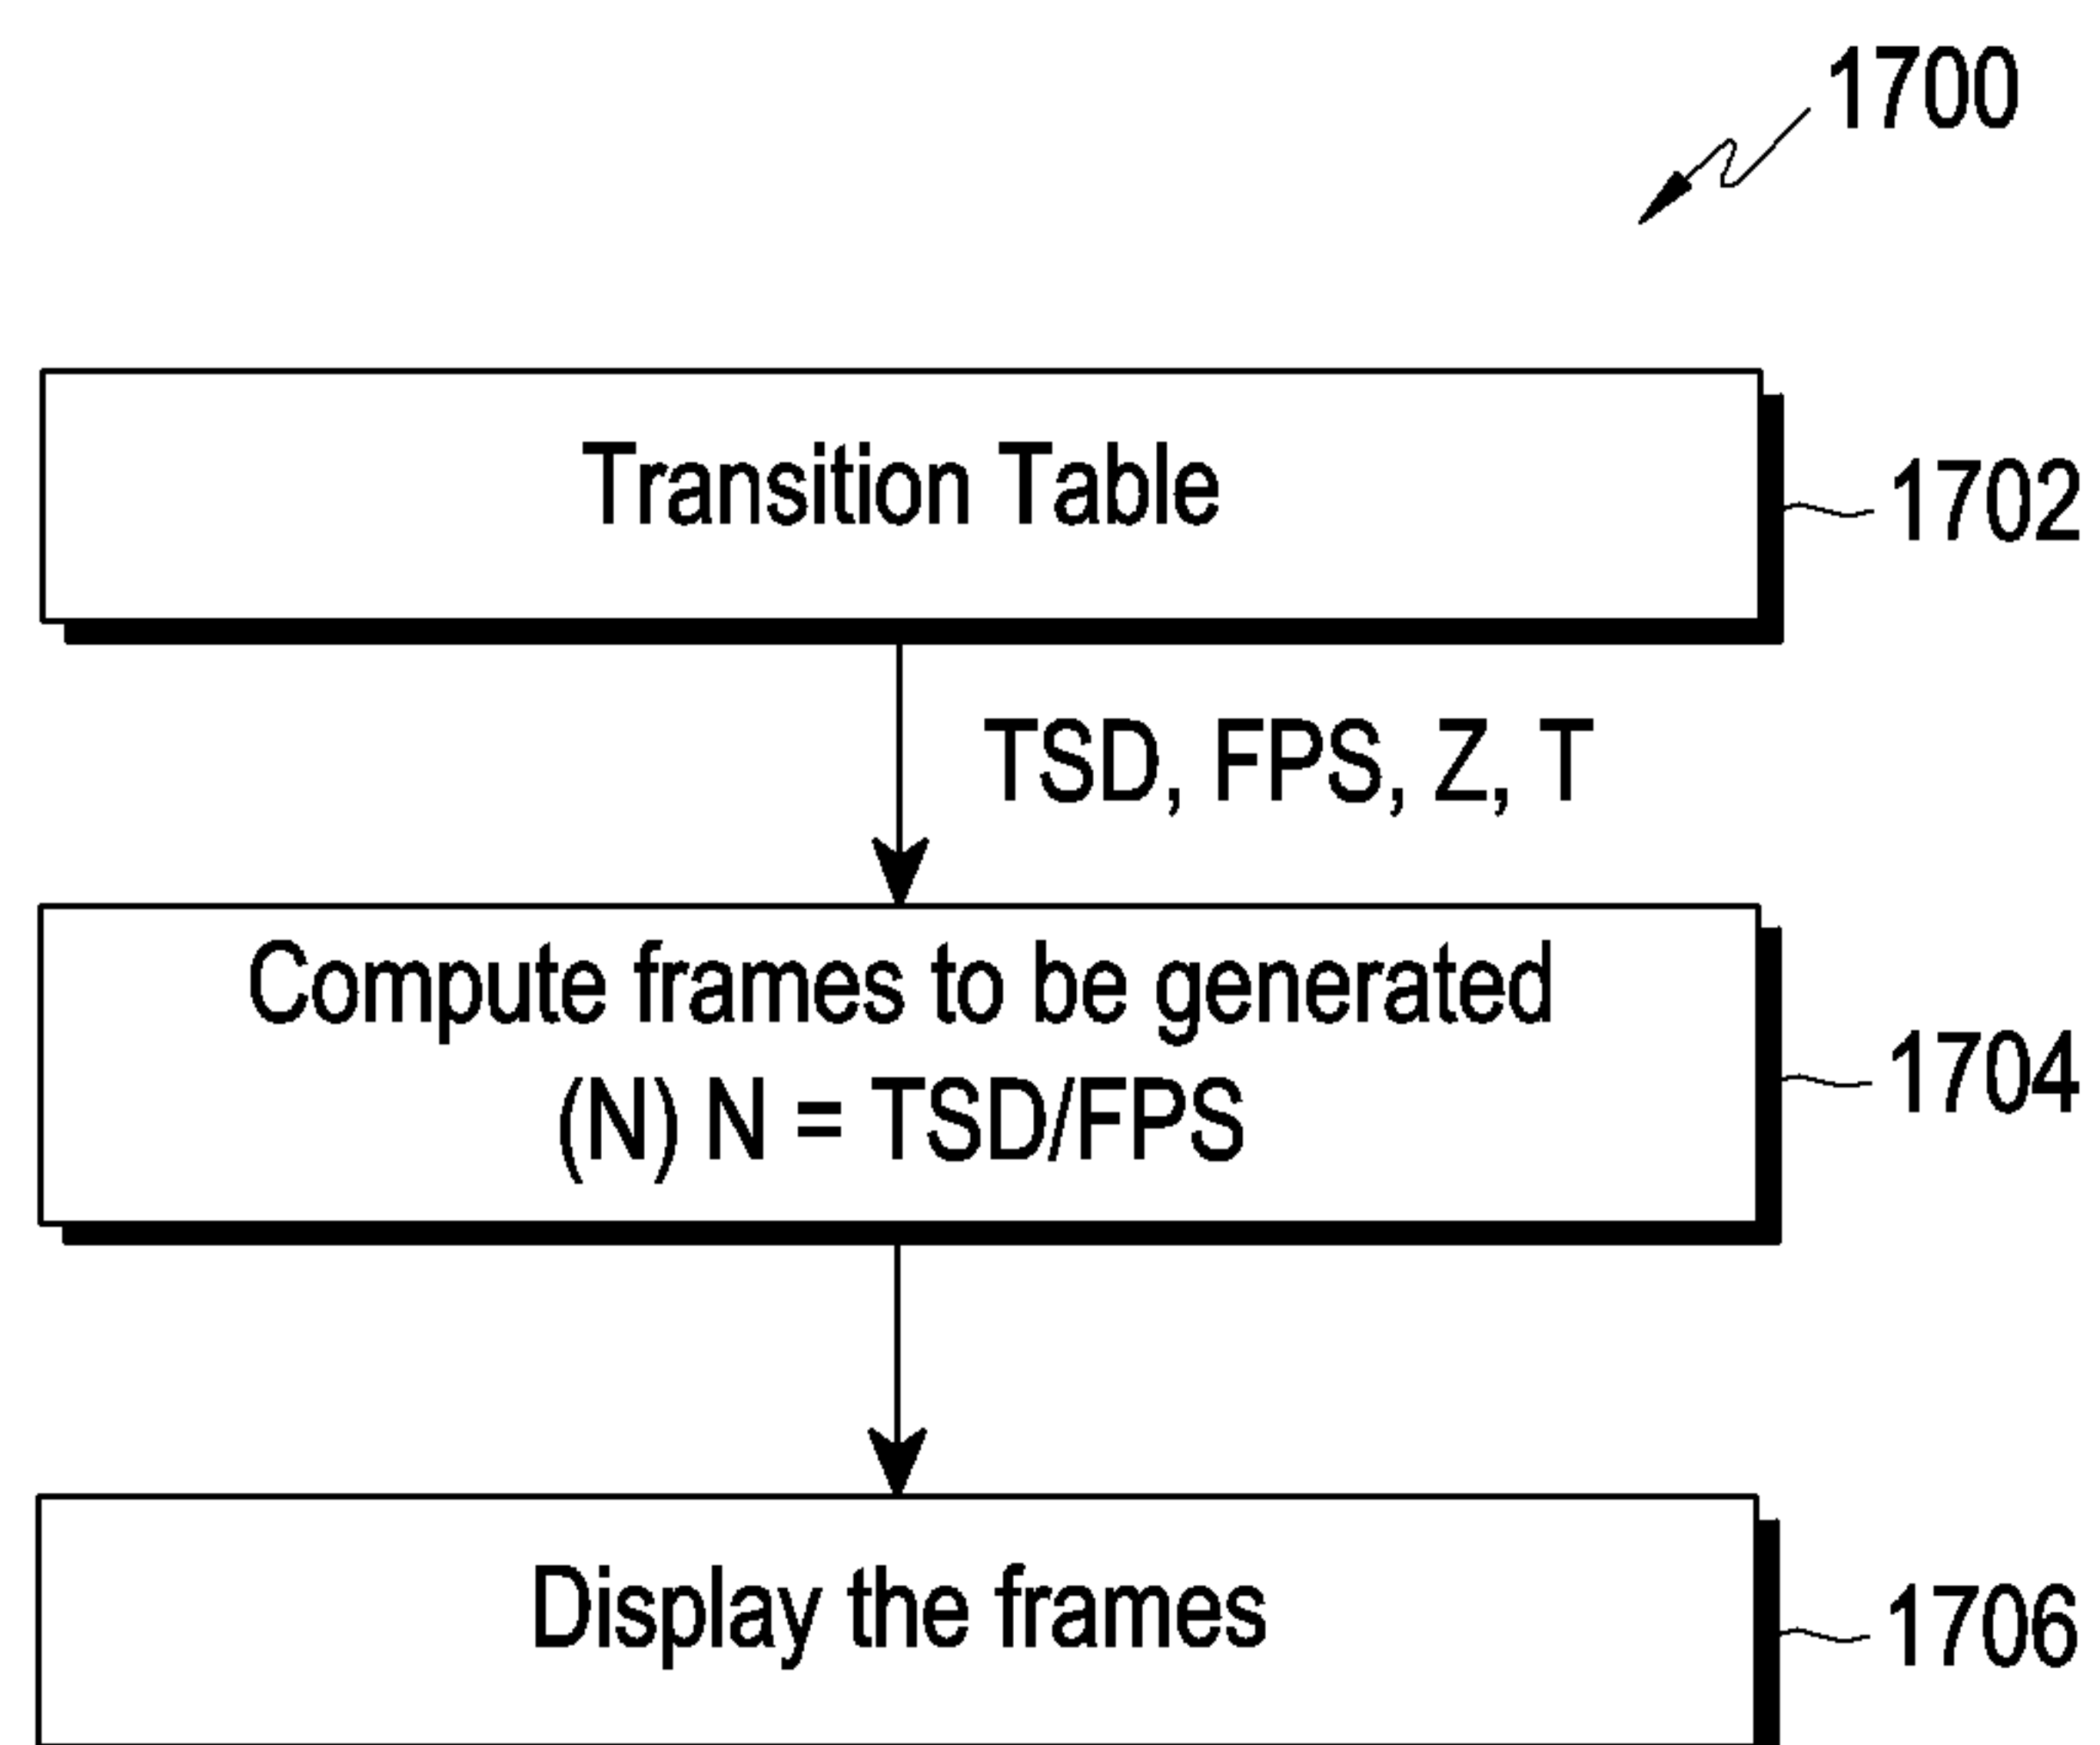 1700
Transition Table
1702
TSD, FPS, Z, T
Compute frames to be generated
(N) N = TSD/FPS
1704
Display the frames
1706